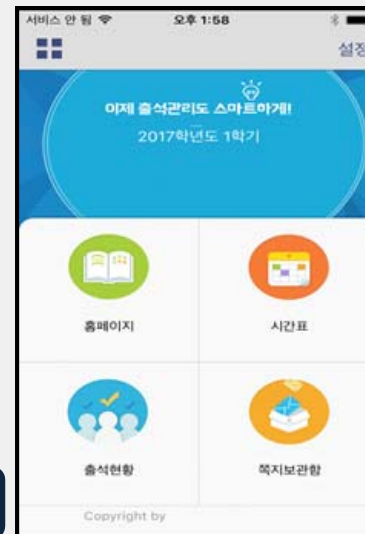 서비스 안 됨 오후 1:58
설정
이제 출석관리도 스마트하게!
2017학년도 1학기
홈페이지 시간표
출석현황 쪽지보관함
Copyright by